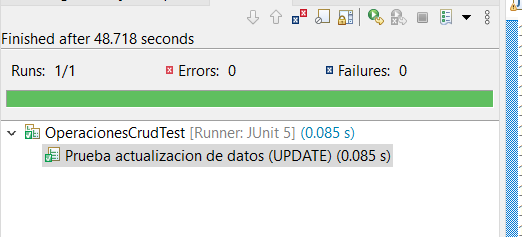 Finished after 48.718 seconds
Runs: 1/1 Errors: 0 Failures: 0
OperacionesCrudTest [Runner: JUnit 5] (0.085 s)
Prueba actualizacion de datos (UPDATE) (0.085 s)